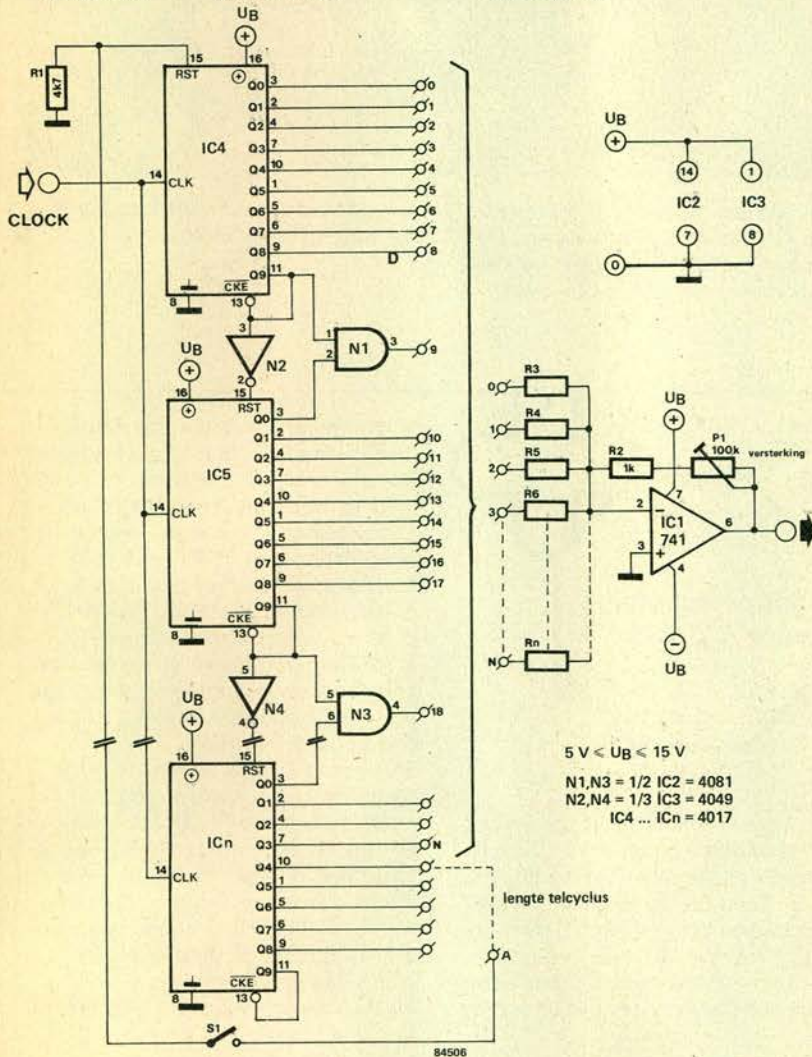 UB
R1
4k7
15
RST
16
Q0 3
0
Q1 2
1
Q2 4
2
IC4
Q3 7
3
Q4 10
4
14 CLK
Q5 1
5
CLOCK
Q6 5
6
Q7 6
7
Q8 9
D 8
Q9 11
8
CKE
13
3
N2
2
1
2
N1
3
9
UB
16
15
RST
Q0 3
Q1 2
10
Q2 4
11
IC5
Q3 7
12
Q4 10
13
14 CLK
Q5 1
14
Q6 5
15
Q7 6
16
Q8 9
17
Q9 11
8
CKE
13
5
N4
4
5
6
N3
4
18
UB
16
15
RST
Q0 3
Q1 2
Q2 4
ICn
Q3 7
N
Q4 10
14 CLK
Q5 1
Q6 5
Q7 6
Q8 9
Q9 11
8
CKE
13
lengte telcyclus
A
S1
84506
UB
14
1
IC2
IC3
7
8
0
0
R3
1
R4
2
R5
3
R6
N
Rn
R2
1k
P1
100k versterking
UB
7
2
IC1
741
6
3
4
UB
5 V ≤ UB ≤ 15 V
N1,N3 = 1/2 IC2 = 4081
N2,N4 = 1/3 IC3 = 4049
IC4 ... ICn = 4017